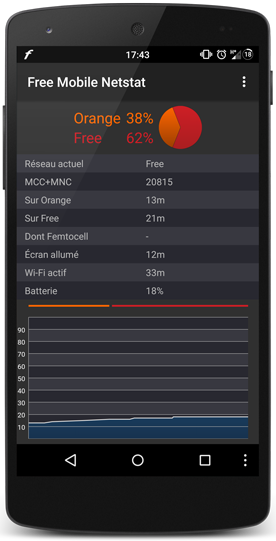 17:43
18
Free Mobile Netstat
Orange 38%
Free 62%
Réseau actuel Free
MCC+MNC 20815
Sur Orange 13m
Sur Free 21m
Dont Femtocell -
Écran allumé 12m
Wi-Fi actif 33m
Batterie 18%
90
80
70
60
50
40
30
20
10